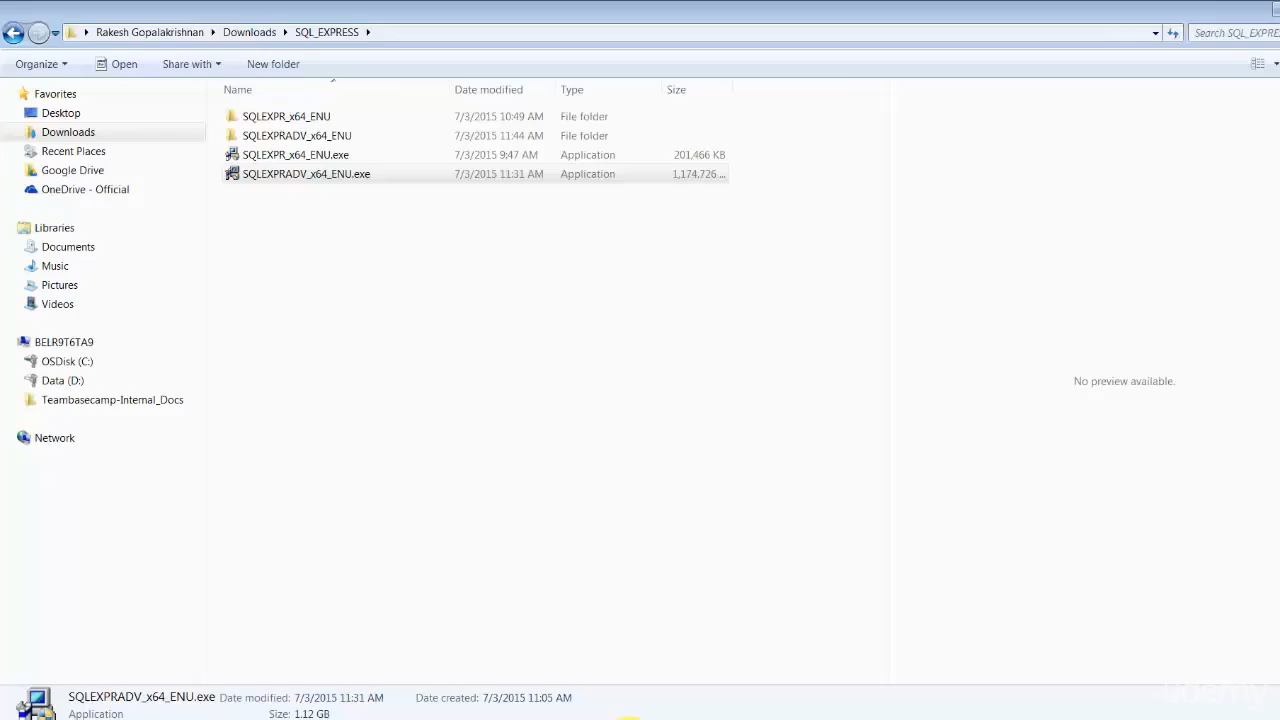 Rakesh Gopalakrishnan Downloads SQL_EXPRESS Search SQL_EXPRE
Organize Open Share with New folder
Name Date modified Type Size
Favorites
Desktop
Downloads
Recent Places
Google Drive
OneDrive - Official
Libraries
Documents
Music
Pictures
Videos
BELR9T6TA9
OSDisk (C:)
Data (D:)
Teambasecamp-Internal_Docs
Network
SQLEXPR_x64_ENU 7/3/2015 10:49 AM File folder
SQLEXPRADV_x64_ENU 7/3/2015 11:44 AM File folder
SQLEXPR_x64_ENU.exe 7/3/2015 9:47 AM Application 201,466 KB
SQLEXPRADV_x64_ENU.exe 7/3/2015 11:31 AM Application 1,174,726 ...
No preview available.
SQLEXPRADV_x64_ENU.exe Date modified: 7/3/2015 11:31 AM Date created: 7/3/2015 11:05 AM
Application Size: 1.12 GB